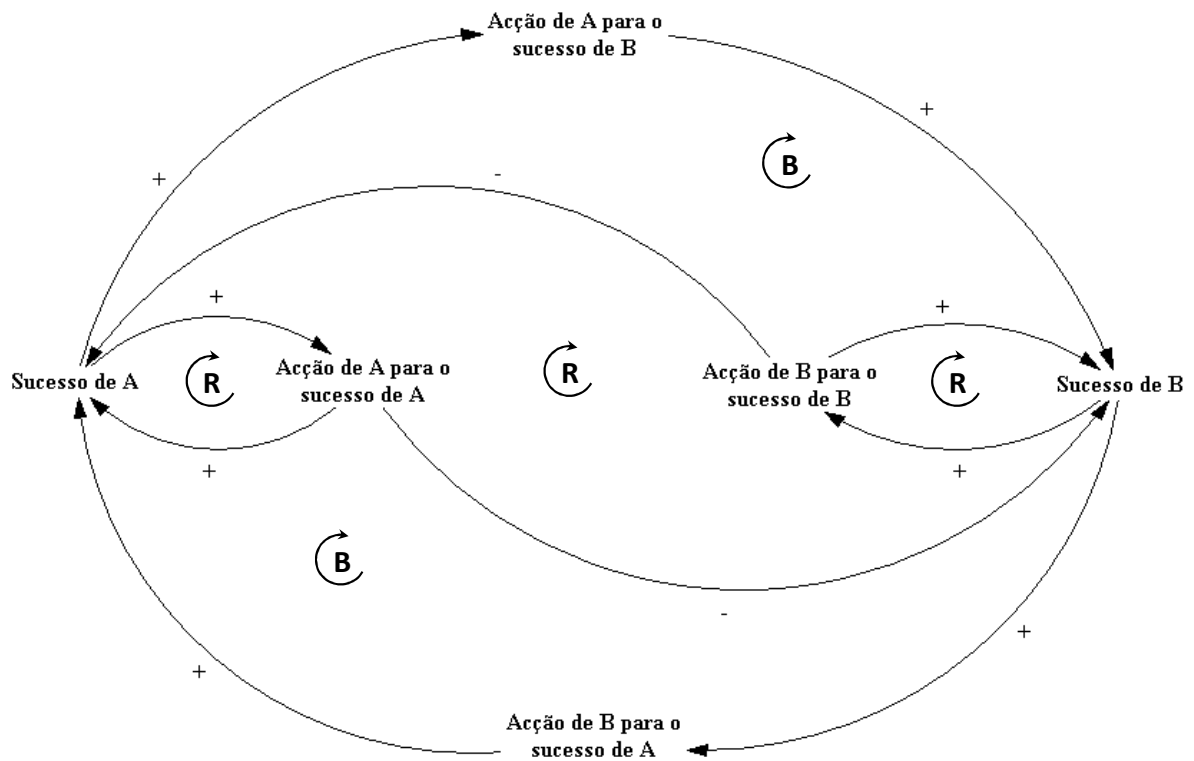 Acção de A para o
sucesso de B
+
+
B
-
+
+
Sucesso de A
R
Acção de A para o
sucesso de A
R
Acção de B para o
sucesso de B
R
Sucesso de B
+
+
B
-
+
+
Acção de B para o
sucesso de A